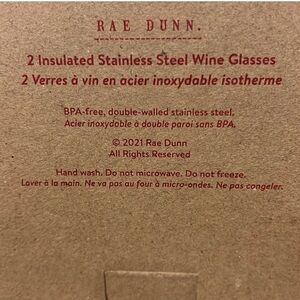 RAE DUNN.
2 Insulated Stainless Steel Wine Glasses
2 Verres à vin en acier inoxydable isotherme
BPA-free, double-walled stainless steel.
Acier inoxydable à double paroi sans BPA.
© 2021 Rae Dunn
All Rights Reserved
Hand wash. Do not microwave. Do not freeze.
Laver à la main. Ne va pas au four à micro-ondes. Ne pas congeler.